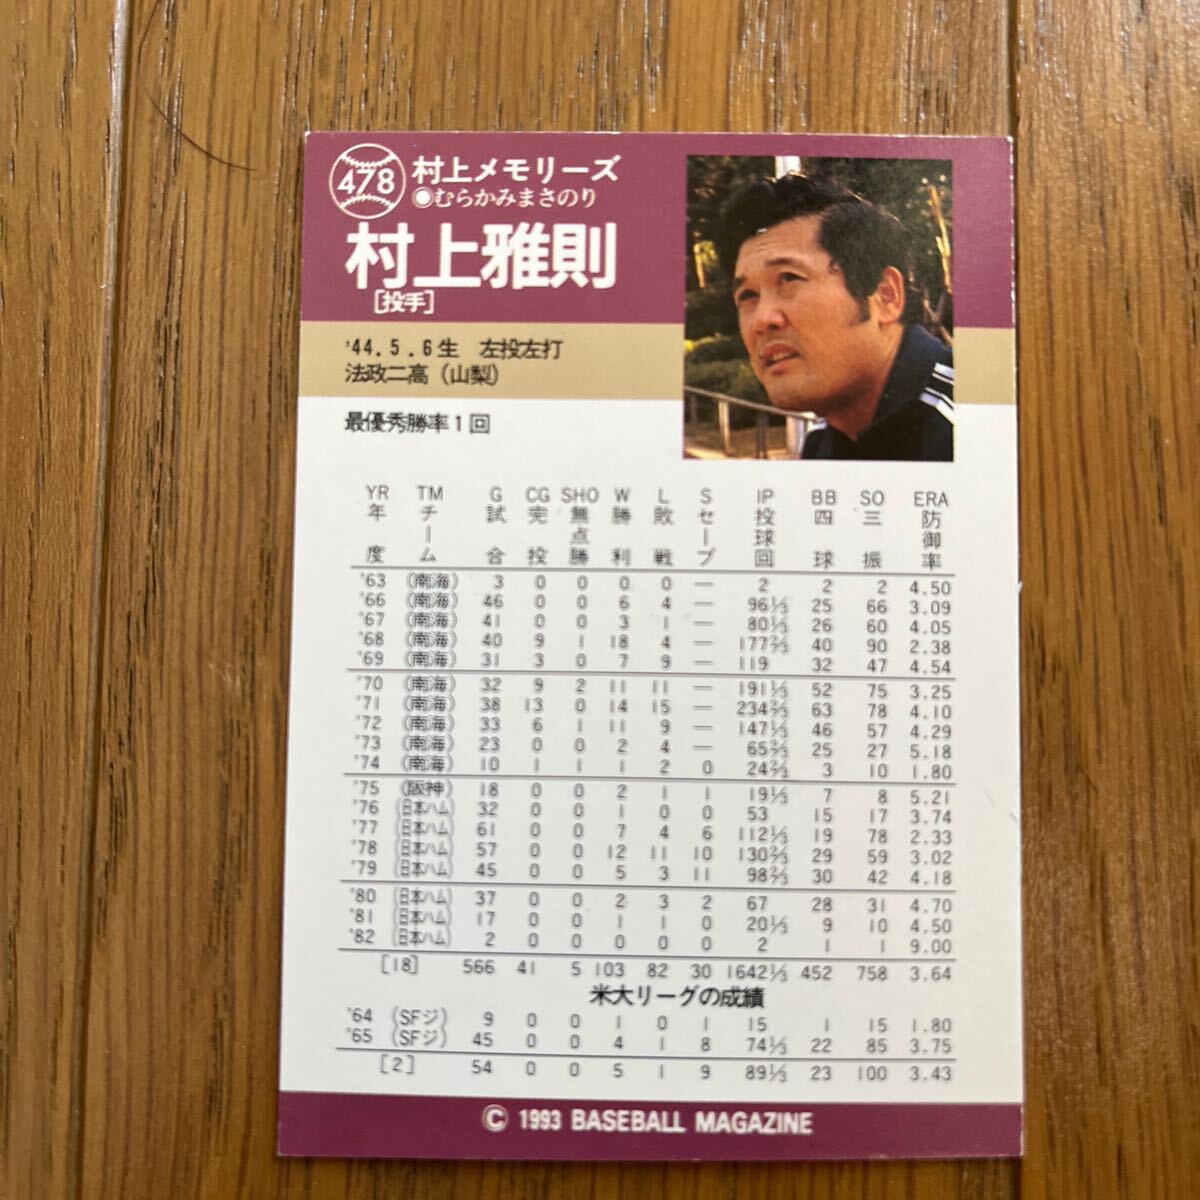 478
村上メモリーズ
◉むらかみまさのり
村上雅則
[投手]
'44.5.6生 左投左打
法政二高（山梨）
最優秀勝率1回
YR TM G CG SHO W L S IP BB SO ERA
年度 チーム 試合 完投 無点勝 勝利 敗戦 セーブ 投球回 四球 三振 防御率
'63 (南海) 3 0 0 0 0 — 2 2 2 4.50
'66 (南海) 46 0 0 6 4 — 96⅓ 25 66 3.09
'67 (南海) 41 0 0 3 1 — 80⅓ 26 60 4.05
'68 (南海) 40 9 1 18 4 — 177⅔ 40 90 2.38
'69 (南海) 31 3 0 7 9 — 119 32 47 4.54
'70 (南海) 32 9 2 11 11 — 191⅓ 52 75 3.25
'71 (南海) 38 13 0 14 15 — 234⅔ 63 78 4.10
'72 (南海) 33 6 1 11 9 — 147⅓ 46 57 4.29
'73 (南海) 23 0 0 2 4 — 65⅔ 25 27 5.18
'74 (南海) 10 1 1 1 2 0 24⅔ 3 10 1.80
'75 (阪神) 18 0 0 2 1 1 19⅓ 7 8 5.21
'76 (日本ハム) 32 0 0 1 0 0 53 15 17 3.74
'77 (日本ハム) 61 0 0 7 4 6 112⅓ 19 78 2.33
'78 (日本ハム) 57 0 0 12 11 10 130⅔ 29 59 3.02
'79 (日本ハム) 45 0 0 5 3 11 98⅔ 30 42 4.18
'80 (日本ハム) 37 0 0 2 3 2 67 28 31 4.70
'81 (日本ハム) 17 0 0 1 1 0 20⅓ 9 10 4.50
'82 (日本ハム) 2 0 0 0 0 0 2 1 1 9.00
[18] 566 41 5 103 82 30 1642⅓ 452 758 3.64
米大リーグの成績
'64 (SFジ) 9 0 0 1 0 1 15 1 15 1.80
'65 (SFジ) 45 0 0 4 1 8 74⅓ 22 85 3.75
[2] 54 0 0 5 1 9 89⅓ 23 100 3.43
© 1993 BASEBALL MAGAZINE